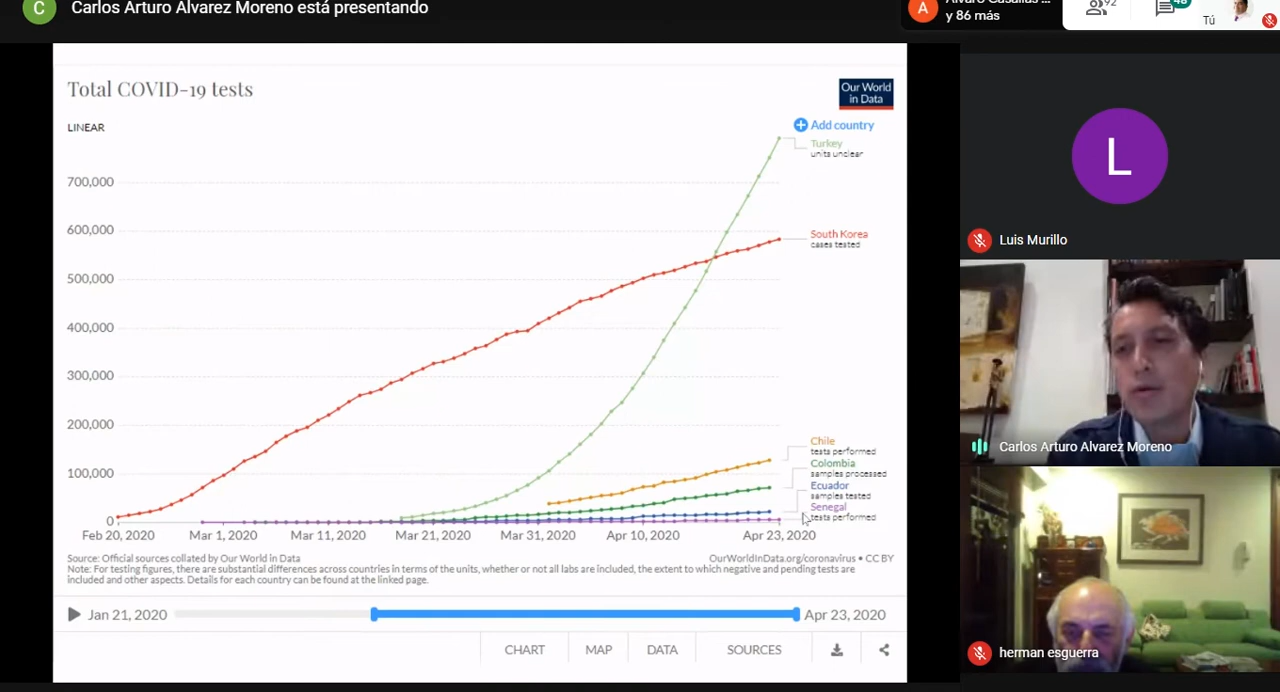 C
Carlos Arturo Alvarez Moreno está presentando
A
y 86 más
92
48
Tú
Total COVID-19 tests
Our World
in Data
LINEAR
Add country
Turkey
units unclear
700,000
600,000
South Korea
cases tested
500,000
400,000
300,000
200,000
Chile
tests performed
100,000
Colombia
samples processed
Ecuador
samples tested
Senegal
tests performed
0
Feb 20, 2020
Mar 1, 2020
Mar 11, 2020
Mar 21, 2020
Mar 31, 2020
Apr 10, 2020
Apr 23, 2020
Source: Official sources collated by Our World in Data
OurWorldInData.org/coronavirus • CC BY
Note: For testing figures, there are substantial differences across countries in terms of the units, whether or not all labs are included, the extent to which negative and pending tests are
included and other aspects. Details for each country can be found at the linked page.
Jan 21, 2020
Apr 23, 2020
CHART
MAP
DATA
SOURCES
L
Luis Murillo
Carlos Arturo Alvarez Moreno
herman esguerra